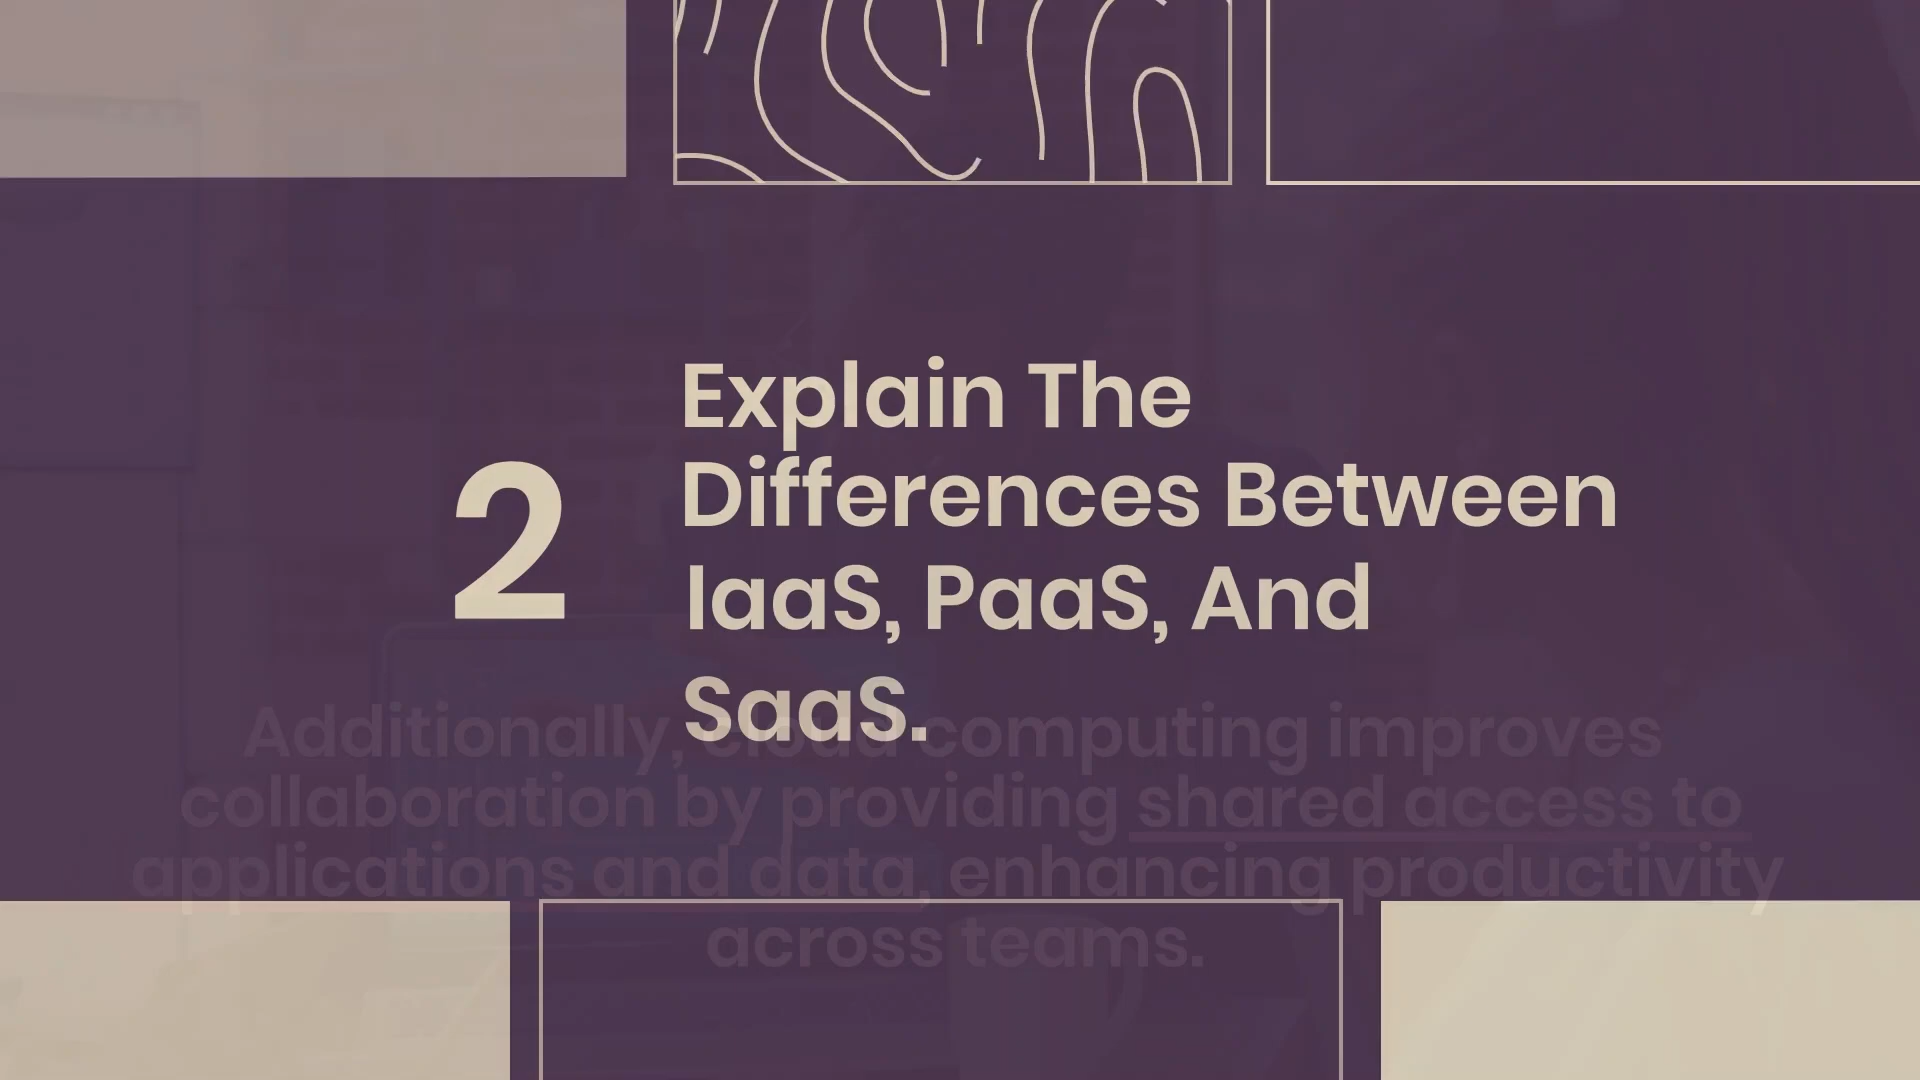 2
Explain The
Differences Between
IaaS, PaaS, And
SaaS.
Additionally, cloud computing improves
collaboration by providing shared access to
applications and data, enhancing productivity
across teams.